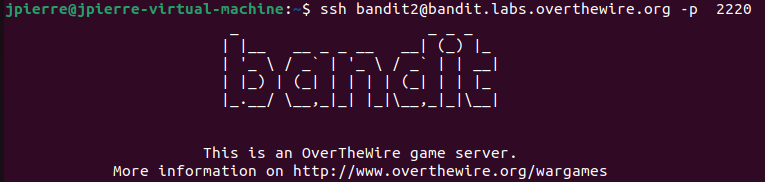 jpierre@jpierre-virtual-machine:~$ ssh bandit2@bandit.labs.overthewire.org -p  2220
bandit
This is an OverTheWire game server.
More information on http://www.overthewire.org/wargames